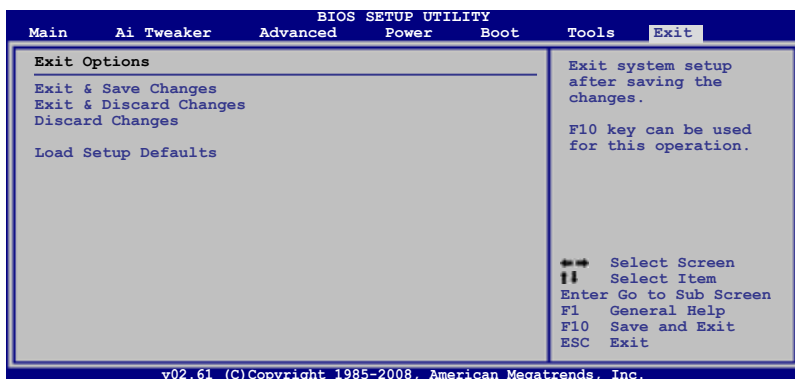 BIOS SETUP UTILITY
Main Ai Tweaker Advanced Power Boot Tools Exit
Exit Options
Exit & Save Changes
Exit & Discard Changes
Discard Changes
Load Setup Defaults
Exit system setup
after saving the
changes.
F10 key can be used
for this operation.
Select Screen
Select Item
Enter Go to Sub Screen
F1 General Help
F10 Save and Exit
ESC Exit
v02.61 (C)Copyright 1985-2008, American Megatrends, Inc.